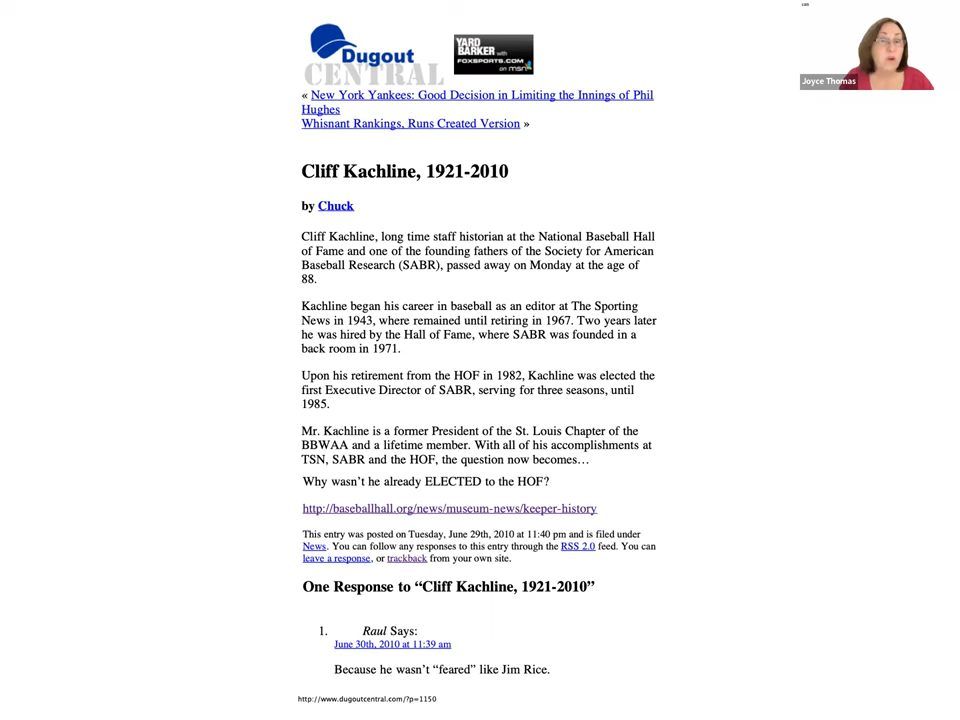 Dugout
CENTRAL
YARD
BARKER with
FOXSPORTS.COM
on msn
Joyce Thomas
« New York Yankees: Good Decision in Limiting the Innings of Phil
Hughes
Whisnant Rankings, Runs Created Version »
Cliff Kachline, 1921-2010
by Chuck
Cliff Kachline, long time staff historian at the National Baseball Hall
of Fame and one of the founding fathers of the Society for American
Baseball Research (SABR), passed away on Monday at the age of
88.
Kachline began his career in baseball as an editor at The Sporting
News in 1943, where remained until retiring in 1967. Two years later
he was hired by the Hall of Fame, where SABR was founded in a
back room in 1971.
Upon his retirement from the HOF in 1982, Kachline was elected the
first Executive Director of SABR, serving for three seasons, until
1985.
Mr. Kachline is a former President of the St. Louis Chapter of the
BBWAA and a lifetime member. With all of his accomplishments at
TSN, SABR and the HOF, the question now becomes…
Why wasn't he already ELECTED to the HOF?
http://baseballhall.org/news/museum-news/keeper-history
This entry was posted on Tuesday, June 29th, 2010 at 11:40 pm and is filed under
News. You can follow any responses to this entry through the RSS 2.0 feed. You can
leave a response, or trackback from your own site.
One Response to “Cliff Kachline, 1921-2010”
1. Raul Says:
June 30th, 2010 at 11:39 am
Because he wasn't “feared” like Jim Rice.
http://www.dugoutcentral.com/?p=1150